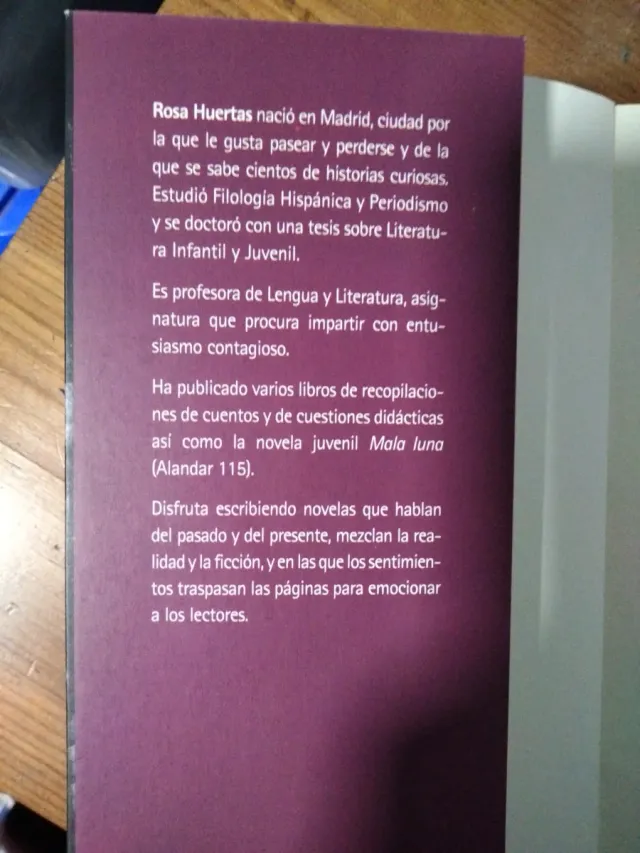 Rosa Huertas nació en Madrid, ciudad por
la que le gusta pasear y perderse y de la
que se sabe cientos de historias curiosas.
Estudió Filología Hispánica y Periodismo
y se doctoró con una tesis sobre Literatu-
ra Infantil y Juvenil.
Es profesora de Lengua y Literatura, asig-
natura que procura impartir con entu-
siasmo contagioso.
Ha publicado varios libros de recopilacio-
nes de cuentos y de cuestiones didácticas
así como la novela juvenil Mala luna
(Alandar 115).
Disfruta escribiendo novelas que hablan
del pasado y del presente, mezclan la rea-
lidad y la ficción, y en las que los sentimien-
tos traspasan las páginas para emocionar
a los lectores.